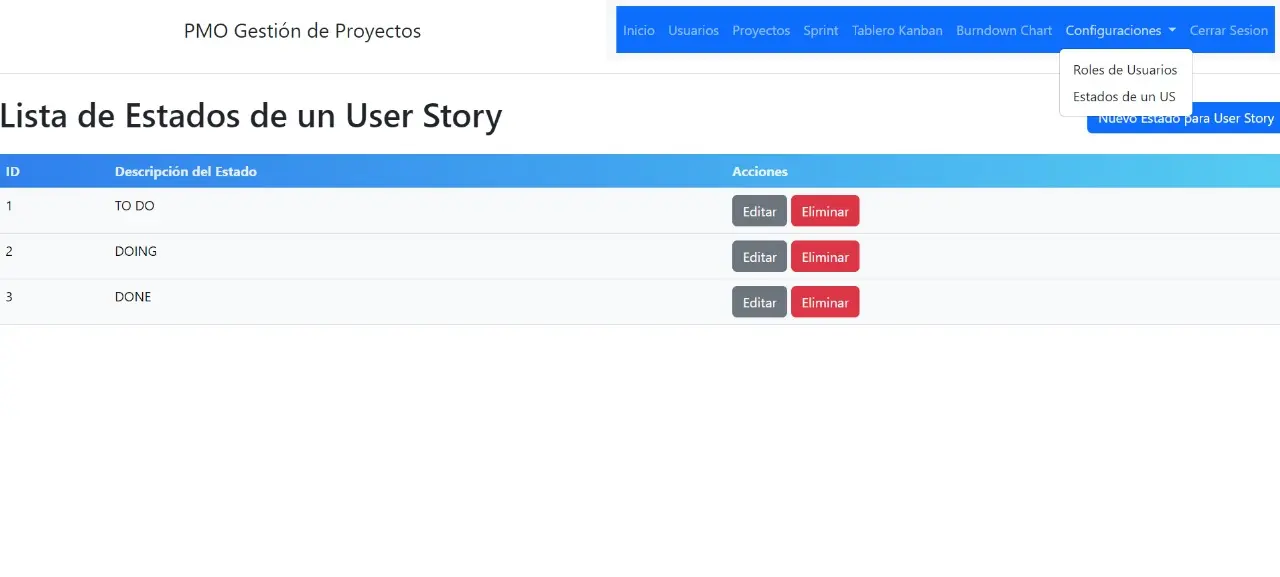 PMO Gestión de Proyectos
Inicio Usuarios Proyectos Sprint Tablero Kanban Burndown Chart Configuraciones Cerrar Sesion
Roles de Usuarios
Estados de un US
Lista de Estados de un User Story
Nuevo Estado para User Story
ID Descripción del Estado Acciones
1 TO DO Editar Eliminar
2 DOING Editar Eliminar
3 DONE Editar Eliminar